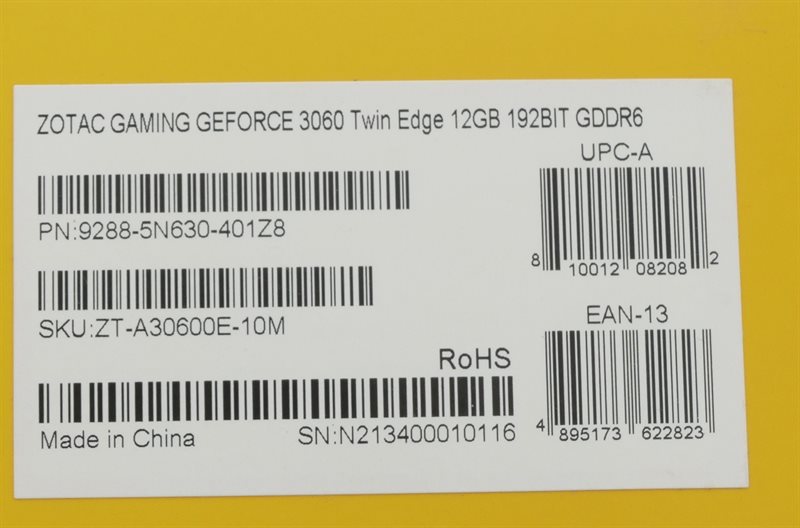 ZOTAC GAMING GEFORCE 3060 Twin Edge 12GB 192BIT GDDR6
UPC-A
PN:9288-5N630-401Z8
8 10012 08208 2
SKU:ZT-A30600E-10M
EAN-13
RoHS
Made in China
SN:N213400010116
4 895173 622823